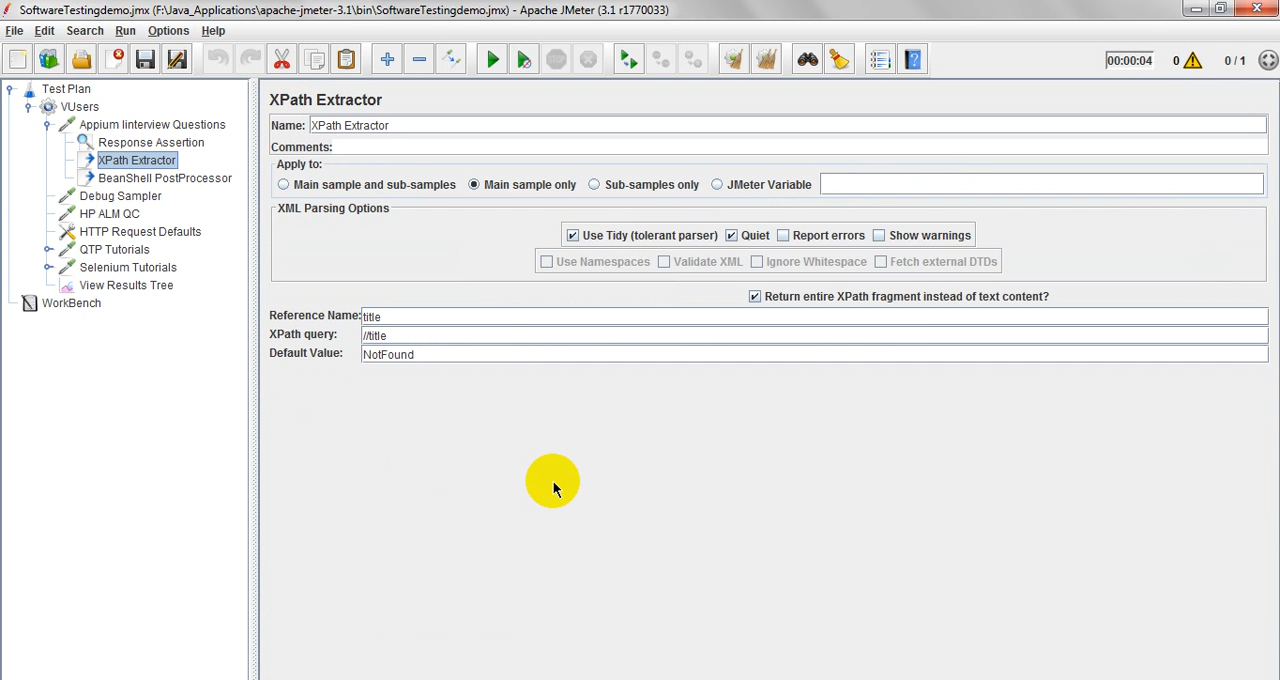 SoftwareTestingdemo.jmx (F:\Java_Applications\apache-jmeter-3.1\bin\SoftwareTestingdemo.jmx) - Apache JMeter (3.1 r1770033)
File Edit Search Run Options Help
00:00:04 0 0 / 1
Test Plan
VUsers
Appium Iinterview Questions
Response Assertion
XPath Extractor
BeanShell PostProcessor
Debug Sampler
HP ALM QC
HTTP Request Defaults
QTP Tutorials
Selenium Tutorials
View Results Tree
WorkBench
XPath Extractor
Name: XPath Extractor
Comments:
Apply to:
Main sample and sub-samples Main sample only Sub-samples only JMeter Variable
XML Parsing Options
Use Tidy (tolerant parser) Quiet Report errors Show warnings
Use Namespaces Validate XML Ignore Whitespace Fetch external DTDs
Return entire XPath fragment instead of text content?
Reference Name: title
XPath query: //title
Default Value: NotFound